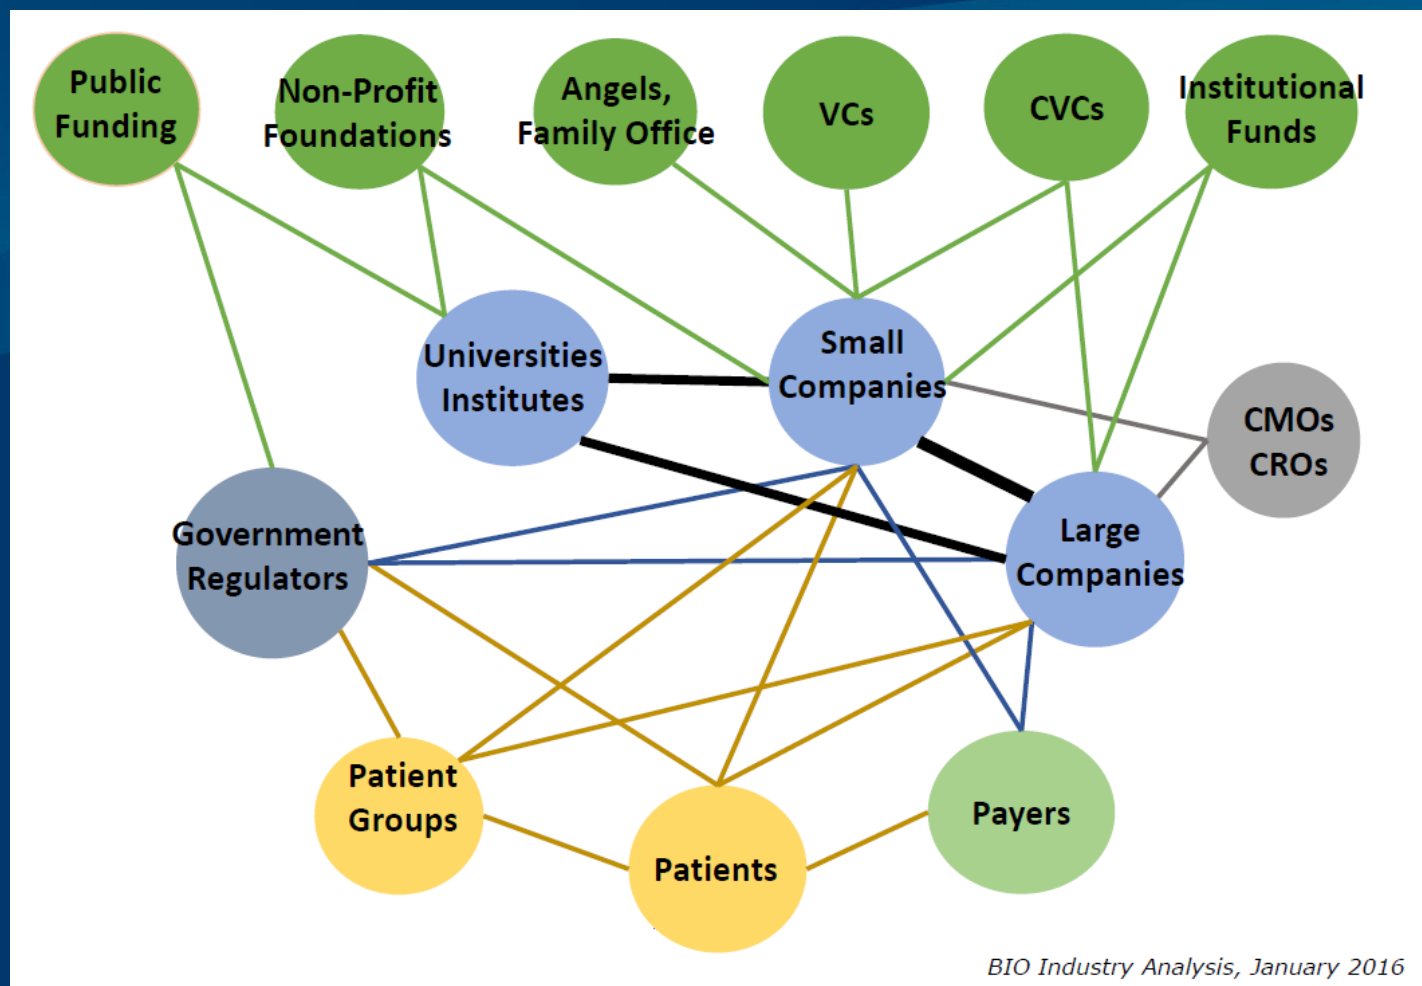 Public
Funding
Non-Profit
Foundations
Angels,
Family Office
VCs
CVCs
Institutional
Funds
Universities
Institutes
Small
Companies
CMOs
CROs
Government
Regulators
Large
Companies
Patient
Groups
Patients
Payers
BIO Industry Analysis, January 2016